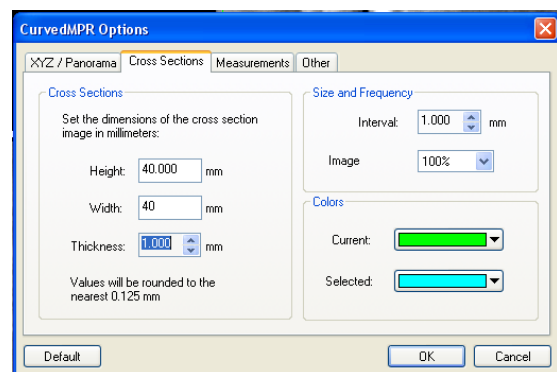 CurvedMPR Options
XYZ / Panorama Cross Sections Measurements Other
Cross Sections
Set the dimensions of the cross section
image in millimeters:
Height: 40.000 mm
Width: 40 mm
Thickness: 1.000 mm
Values will be rounded to the
nearest 0.125 mm
Size and Frequency
Interval: 1.000 mm
Image 100%
Colors
Current:
Selected:
Default OK Cancel